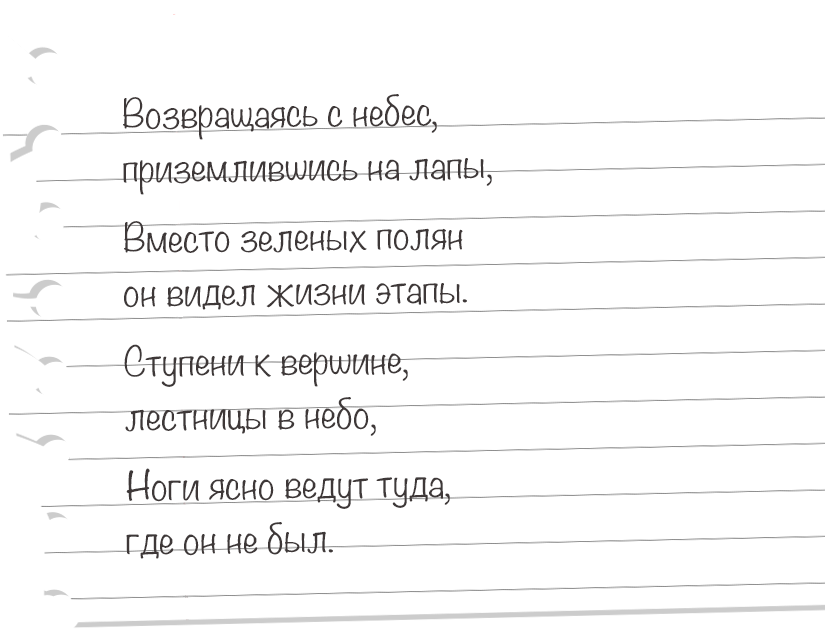 Возвращаясь с небес,
приземлившись на лапы,
Вместо зеленых полян
он видел жизни этапы.
Ступени к вершине,
лестницы в небо,
Ноги ясно ведут туда,
где он не был.